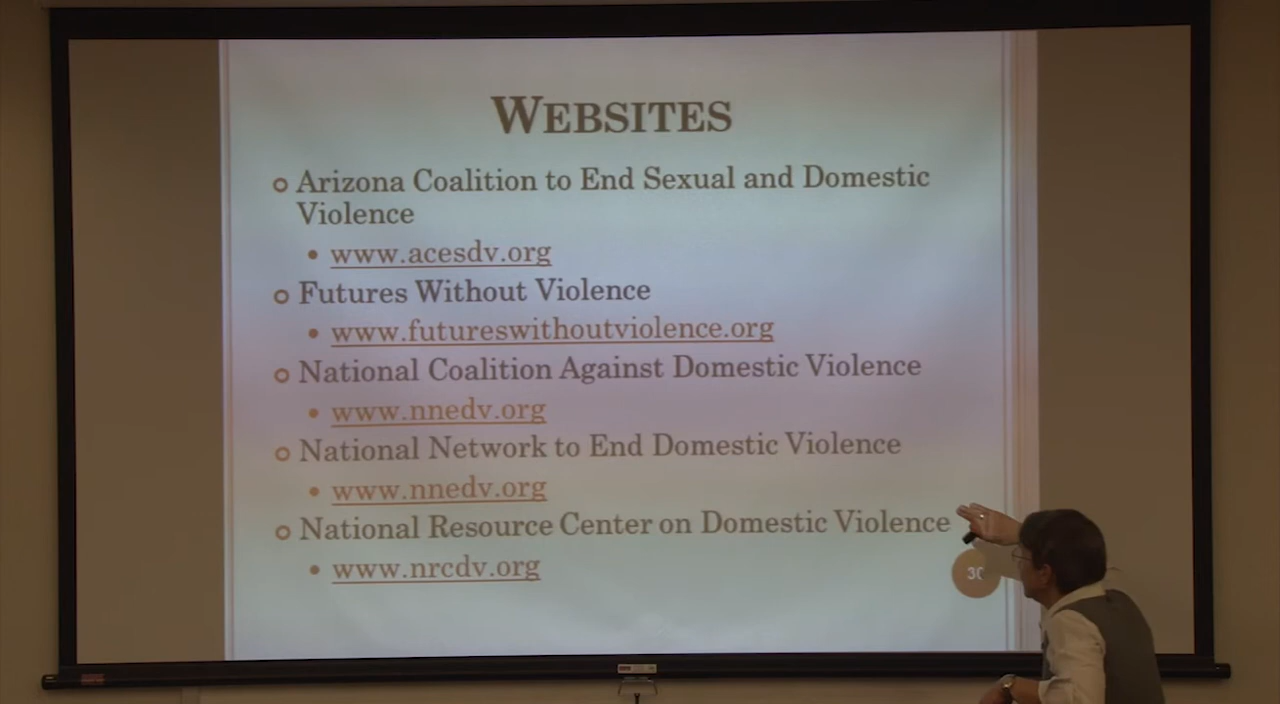 WEBSITES
Arizona Coalition to End Sexual and Domestic
Violence
www.acesdv.org
Futures Without Violence
www.futureswithoutviolence.org
National Coalition Against Domestic Violence
www.nnedv.org
National Network to End Domestic Violence
www.nnedv.org
National Resource Center on Domestic Violence
www.nrcdv.org
30